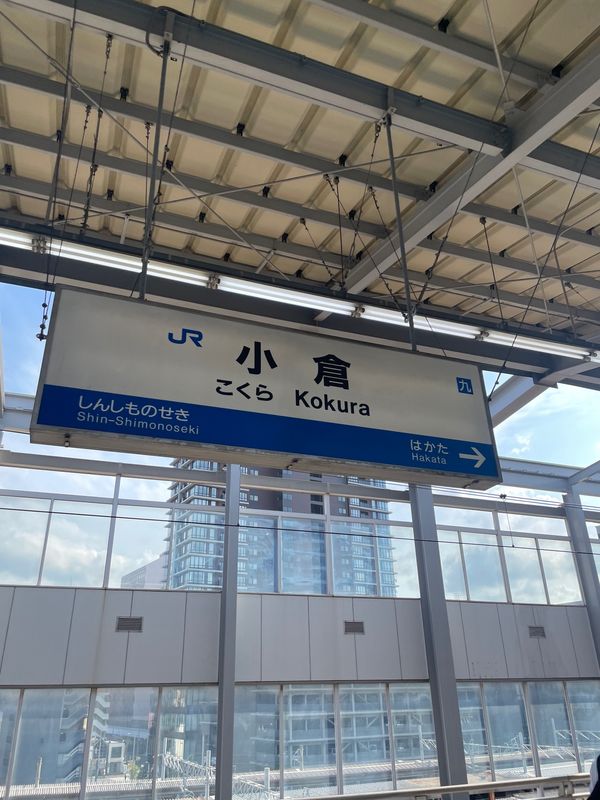 JR
小倉
九
こくら Kokura
しんしものせき
Shin-Shimonoseki
はかた
Hakata →